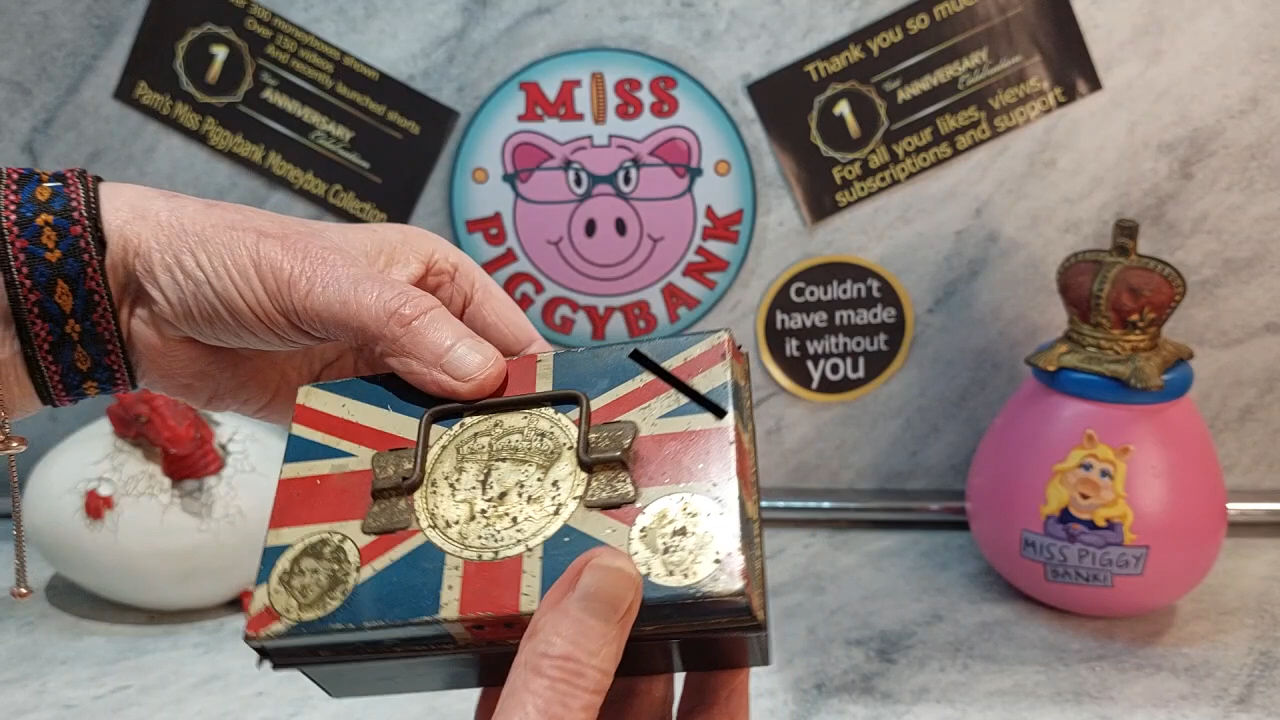 Over 300 moneyboxes shown
Over 150 videos
And recently launched shorts
1
Year
ANNIVERSARY
Celebration
Pam's Miss Piggybank Moneybox Collection
MISS
PIGGYBANK
Thank you so much
1
Year
ANNIVERSARY
Celebration
For all your likes, views,
subscriptions and support
Couldn't
have made
it without
you
MISS PIGGY
BANK!